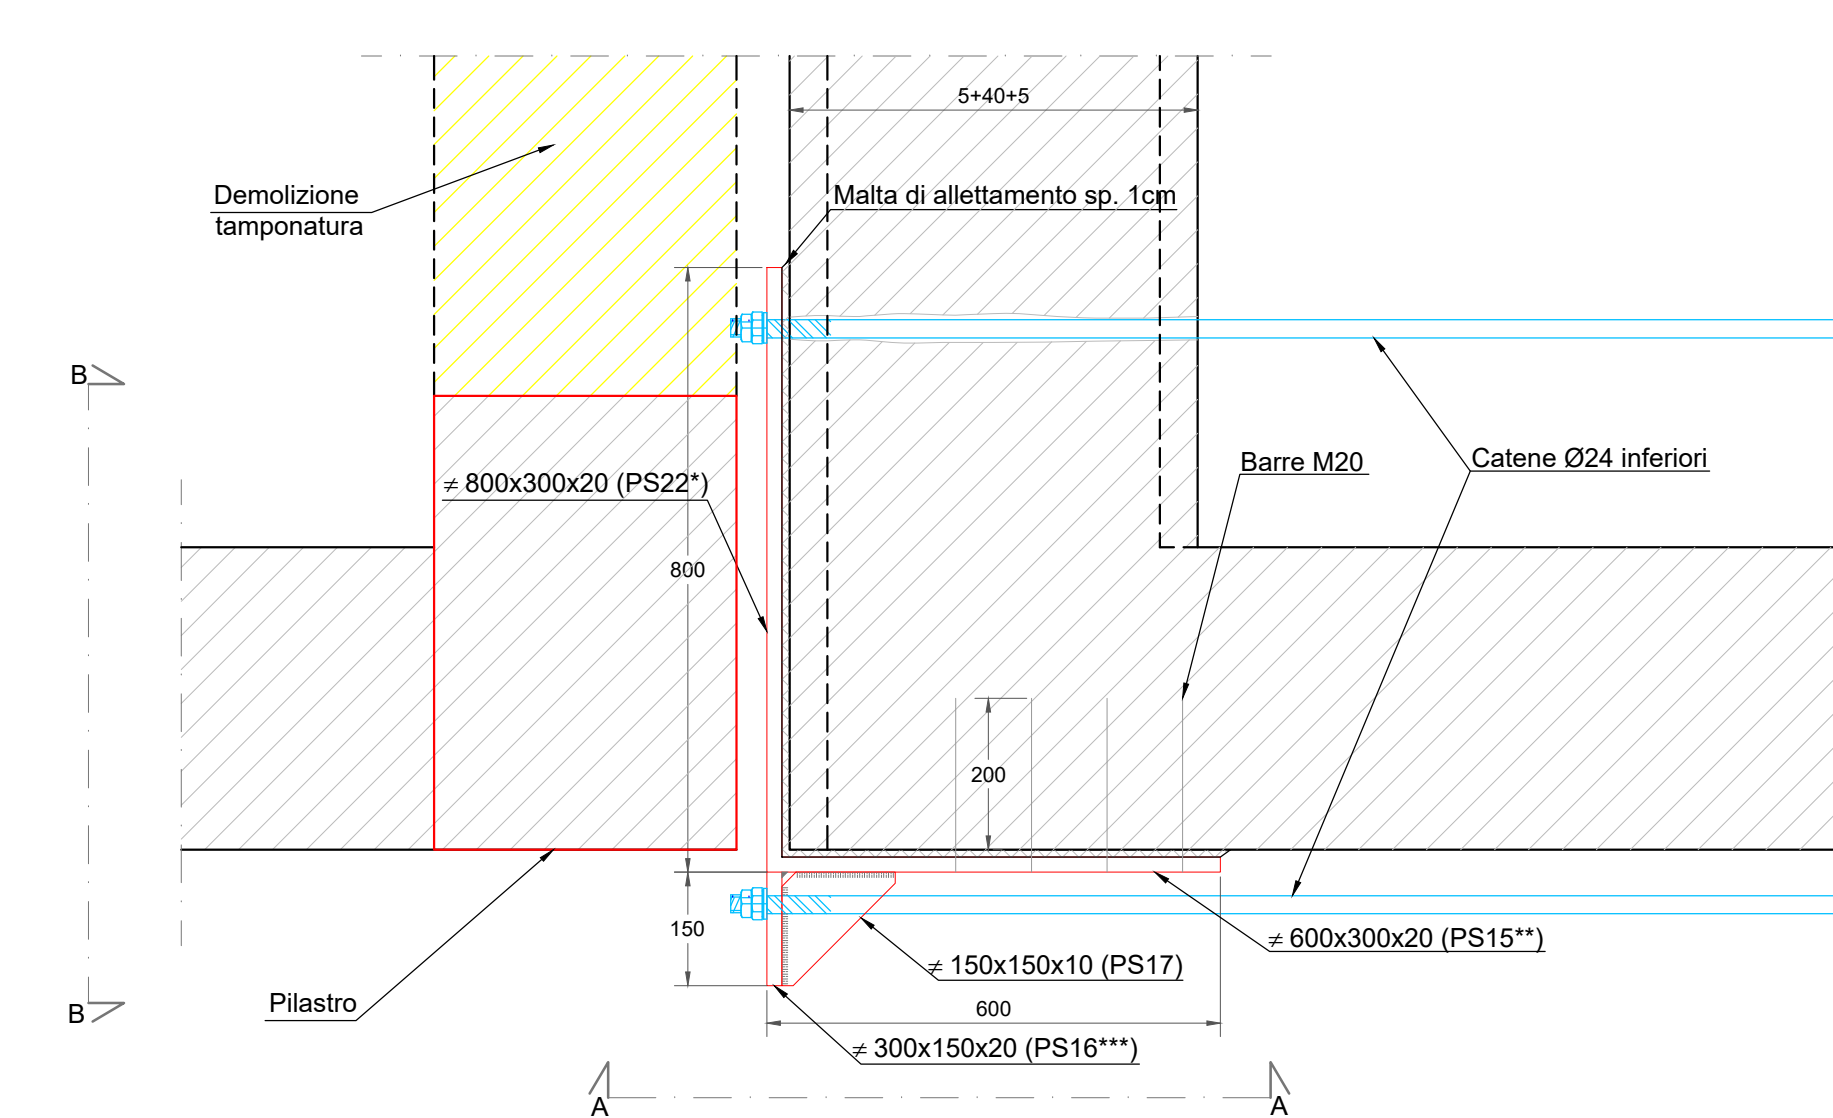 5+40+5
Demolizione
tamponatura
Malta di allettamento sp. 1cm
B
Barre M20
Catene Ø24 inferiori
≠ 800x300x20 (PS22*)
800
200
150
≠ 600x300x20 (PS15**)
≠ 150x150x10 (PS17)
B
Pilastro
600
≠ 300x150x20 (PS16***)
A
A